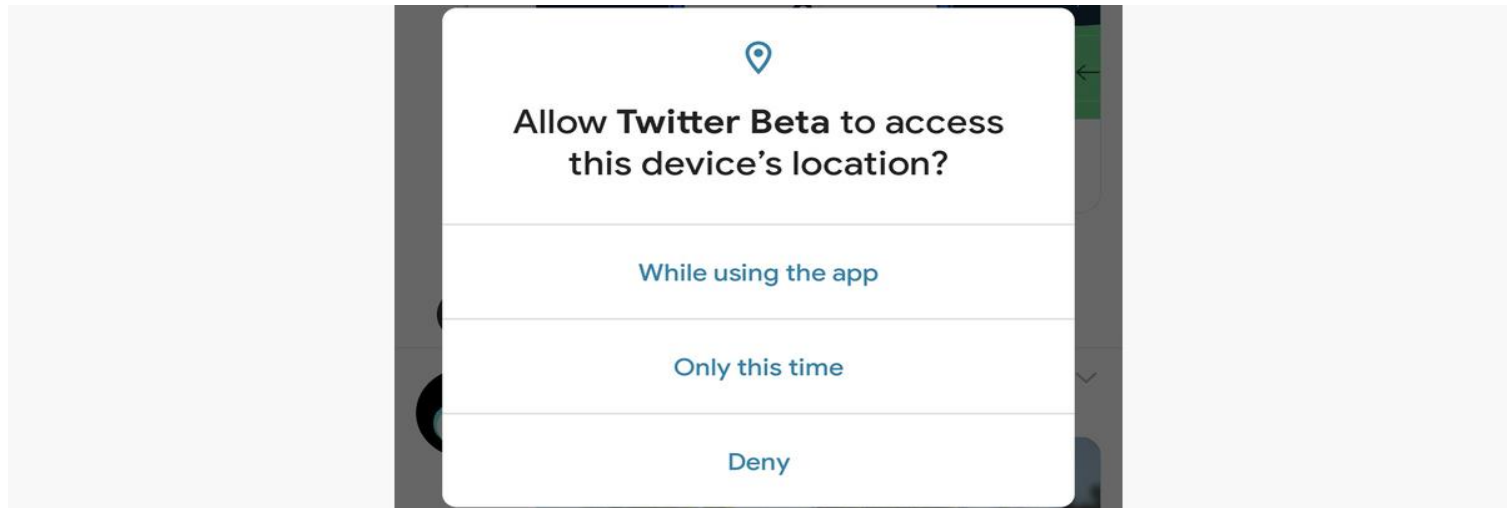 Allow Twitter Beta to access
this device’s location?
While using the app
Only this time
Deny